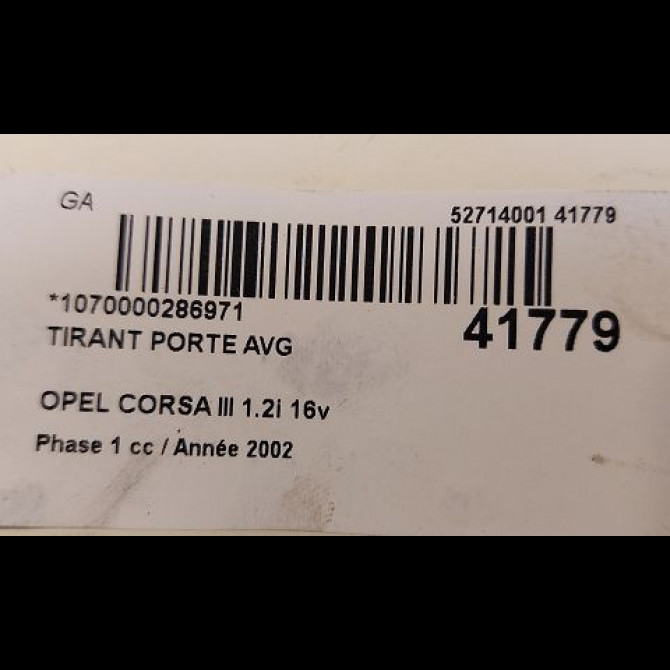 GA
52714001 41779
*1070000286971
41779
TIRANT PORTE AVG
OPEL CORSA III 1.2i 16v
Phase 1 cc / Année 2002